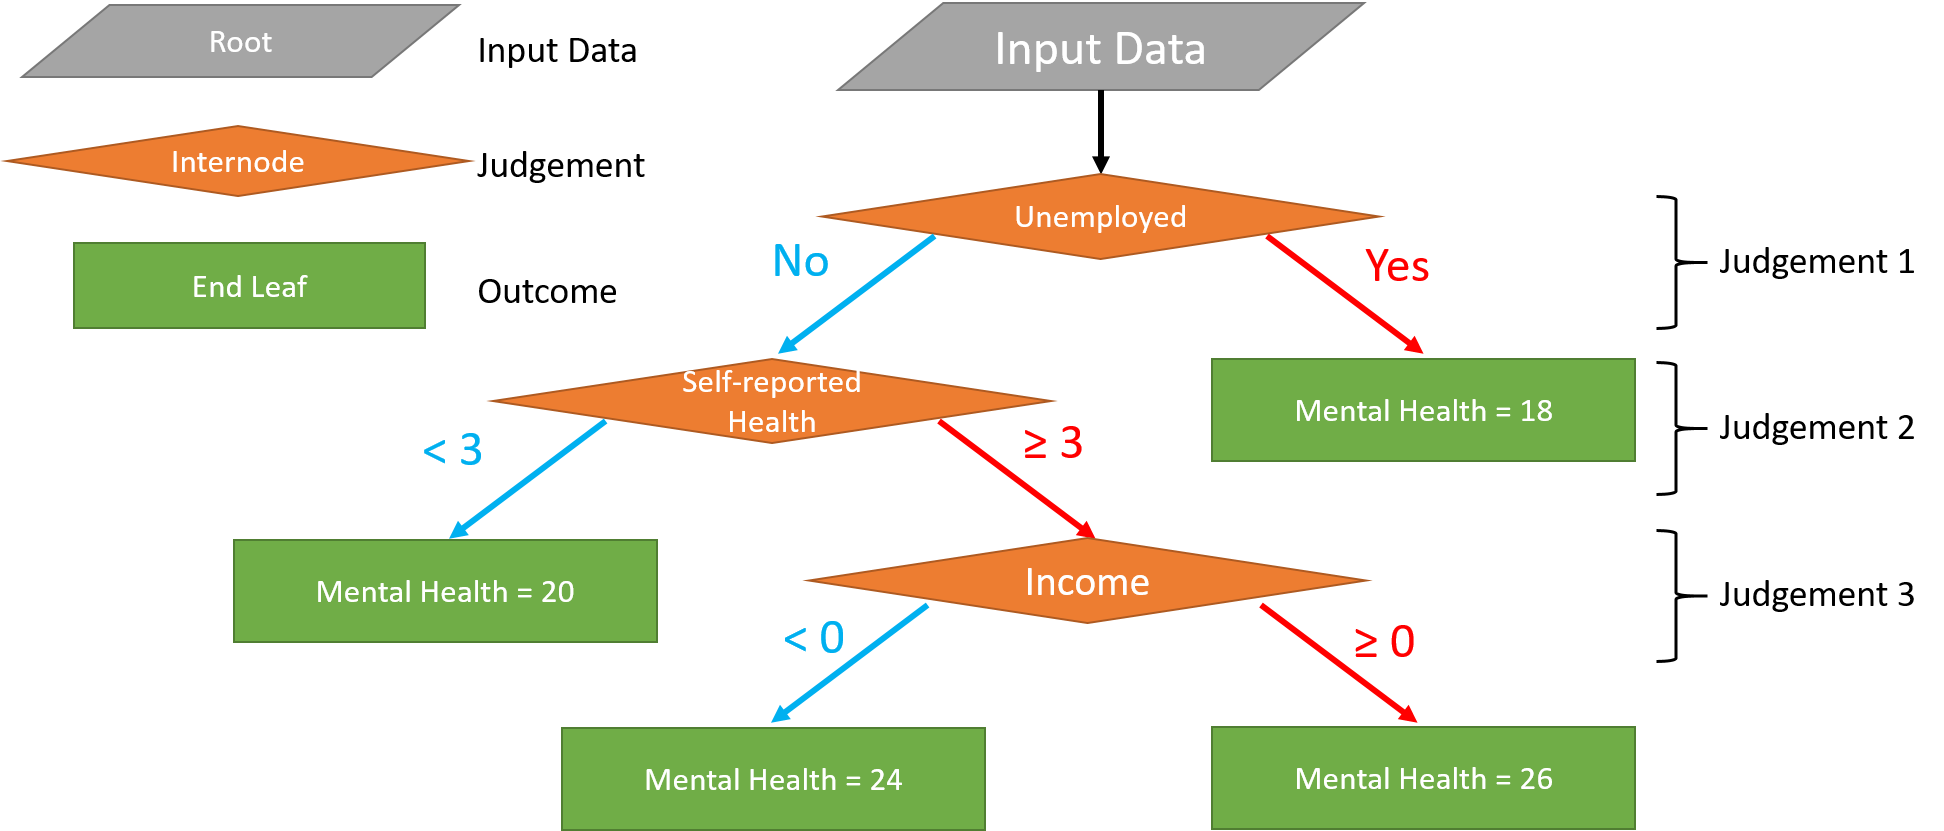 Root
Input Data
Internode
Judgement
End Leaf
Outcome
Input Data
Unemployed
No
Yes
Judgement 1
Self-reported
Health
Mental Health = 18
< 3
≥ 3
Judgement 2
Mental Health = 20
Income
Judgement 3
< 0
≥ 0
Mental Health = 24
Mental Health = 26